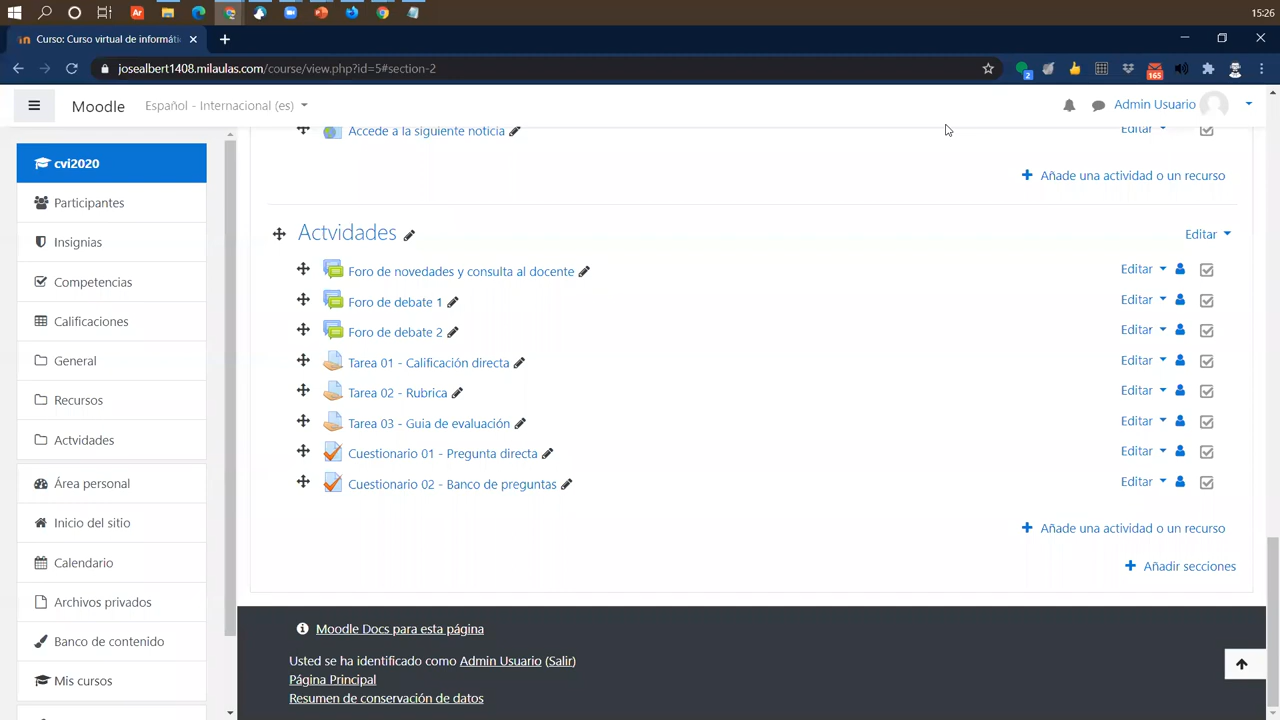 15:26
Curso: Curso virtual de informáti
josealbert1408.milaulas.com/course/view.php?id=5#section-2
2
165
Moodle
Español - Internacional (es)
Admin Usuario
cvi2020
Participantes
Insignias
Competencias
Calificaciones
General
Recursos
Actvidades
Área personal
Inicio del sitio
Calendario
Archivos privados
Banco de contenido
Mis cursos
Accede a la siguiente noticia Editar
Añade una actividad o un recurso
Actvidades Editar
Foro de novedades y consulta al docente Editar
Foro de debate 1 Editar
Foro de debate 2 Editar
Tarea 01 - Calificación directa Editar
Tarea 02 - Rubrica Editar
Tarea 03 - Guia de evaluación Editar
Cuestionario 01 - Pregunta directa Editar
Cuestionario 02 - Banco de preguntas Editar
Añade una actividad o un recurso
Añadir secciones
Moodle Docs para esta página
Usted se ha identificado como Admin Usuario (Salir)
Página Principal
Resumen de conservación de datos